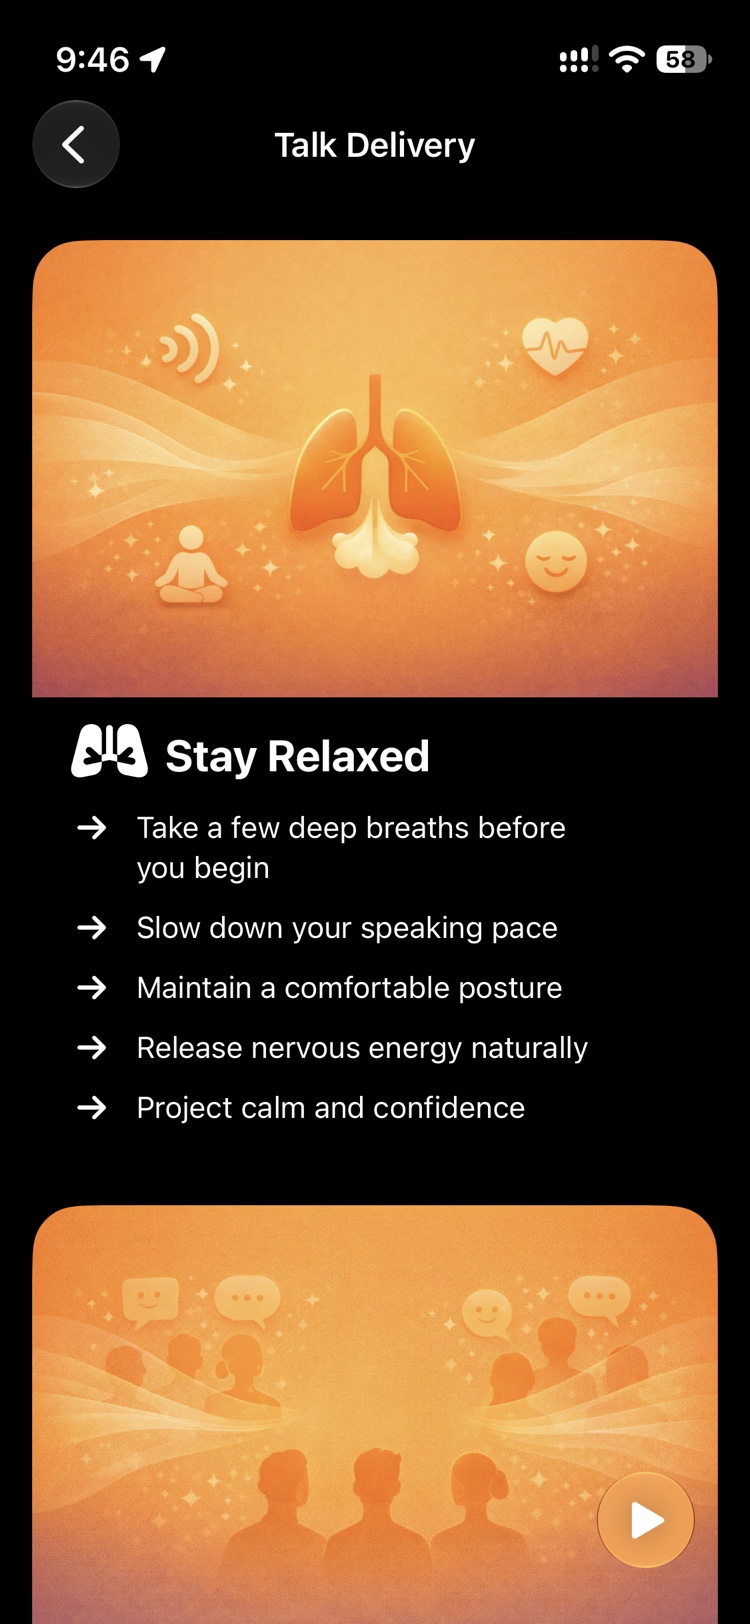 9:46
58
Talk Delivery
Stay Relaxed
Take a few deep breaths before
you begin
Slow down your speaking pace
Maintain a comfortable posture
Release nervous energy naturally
Project calm and confidence